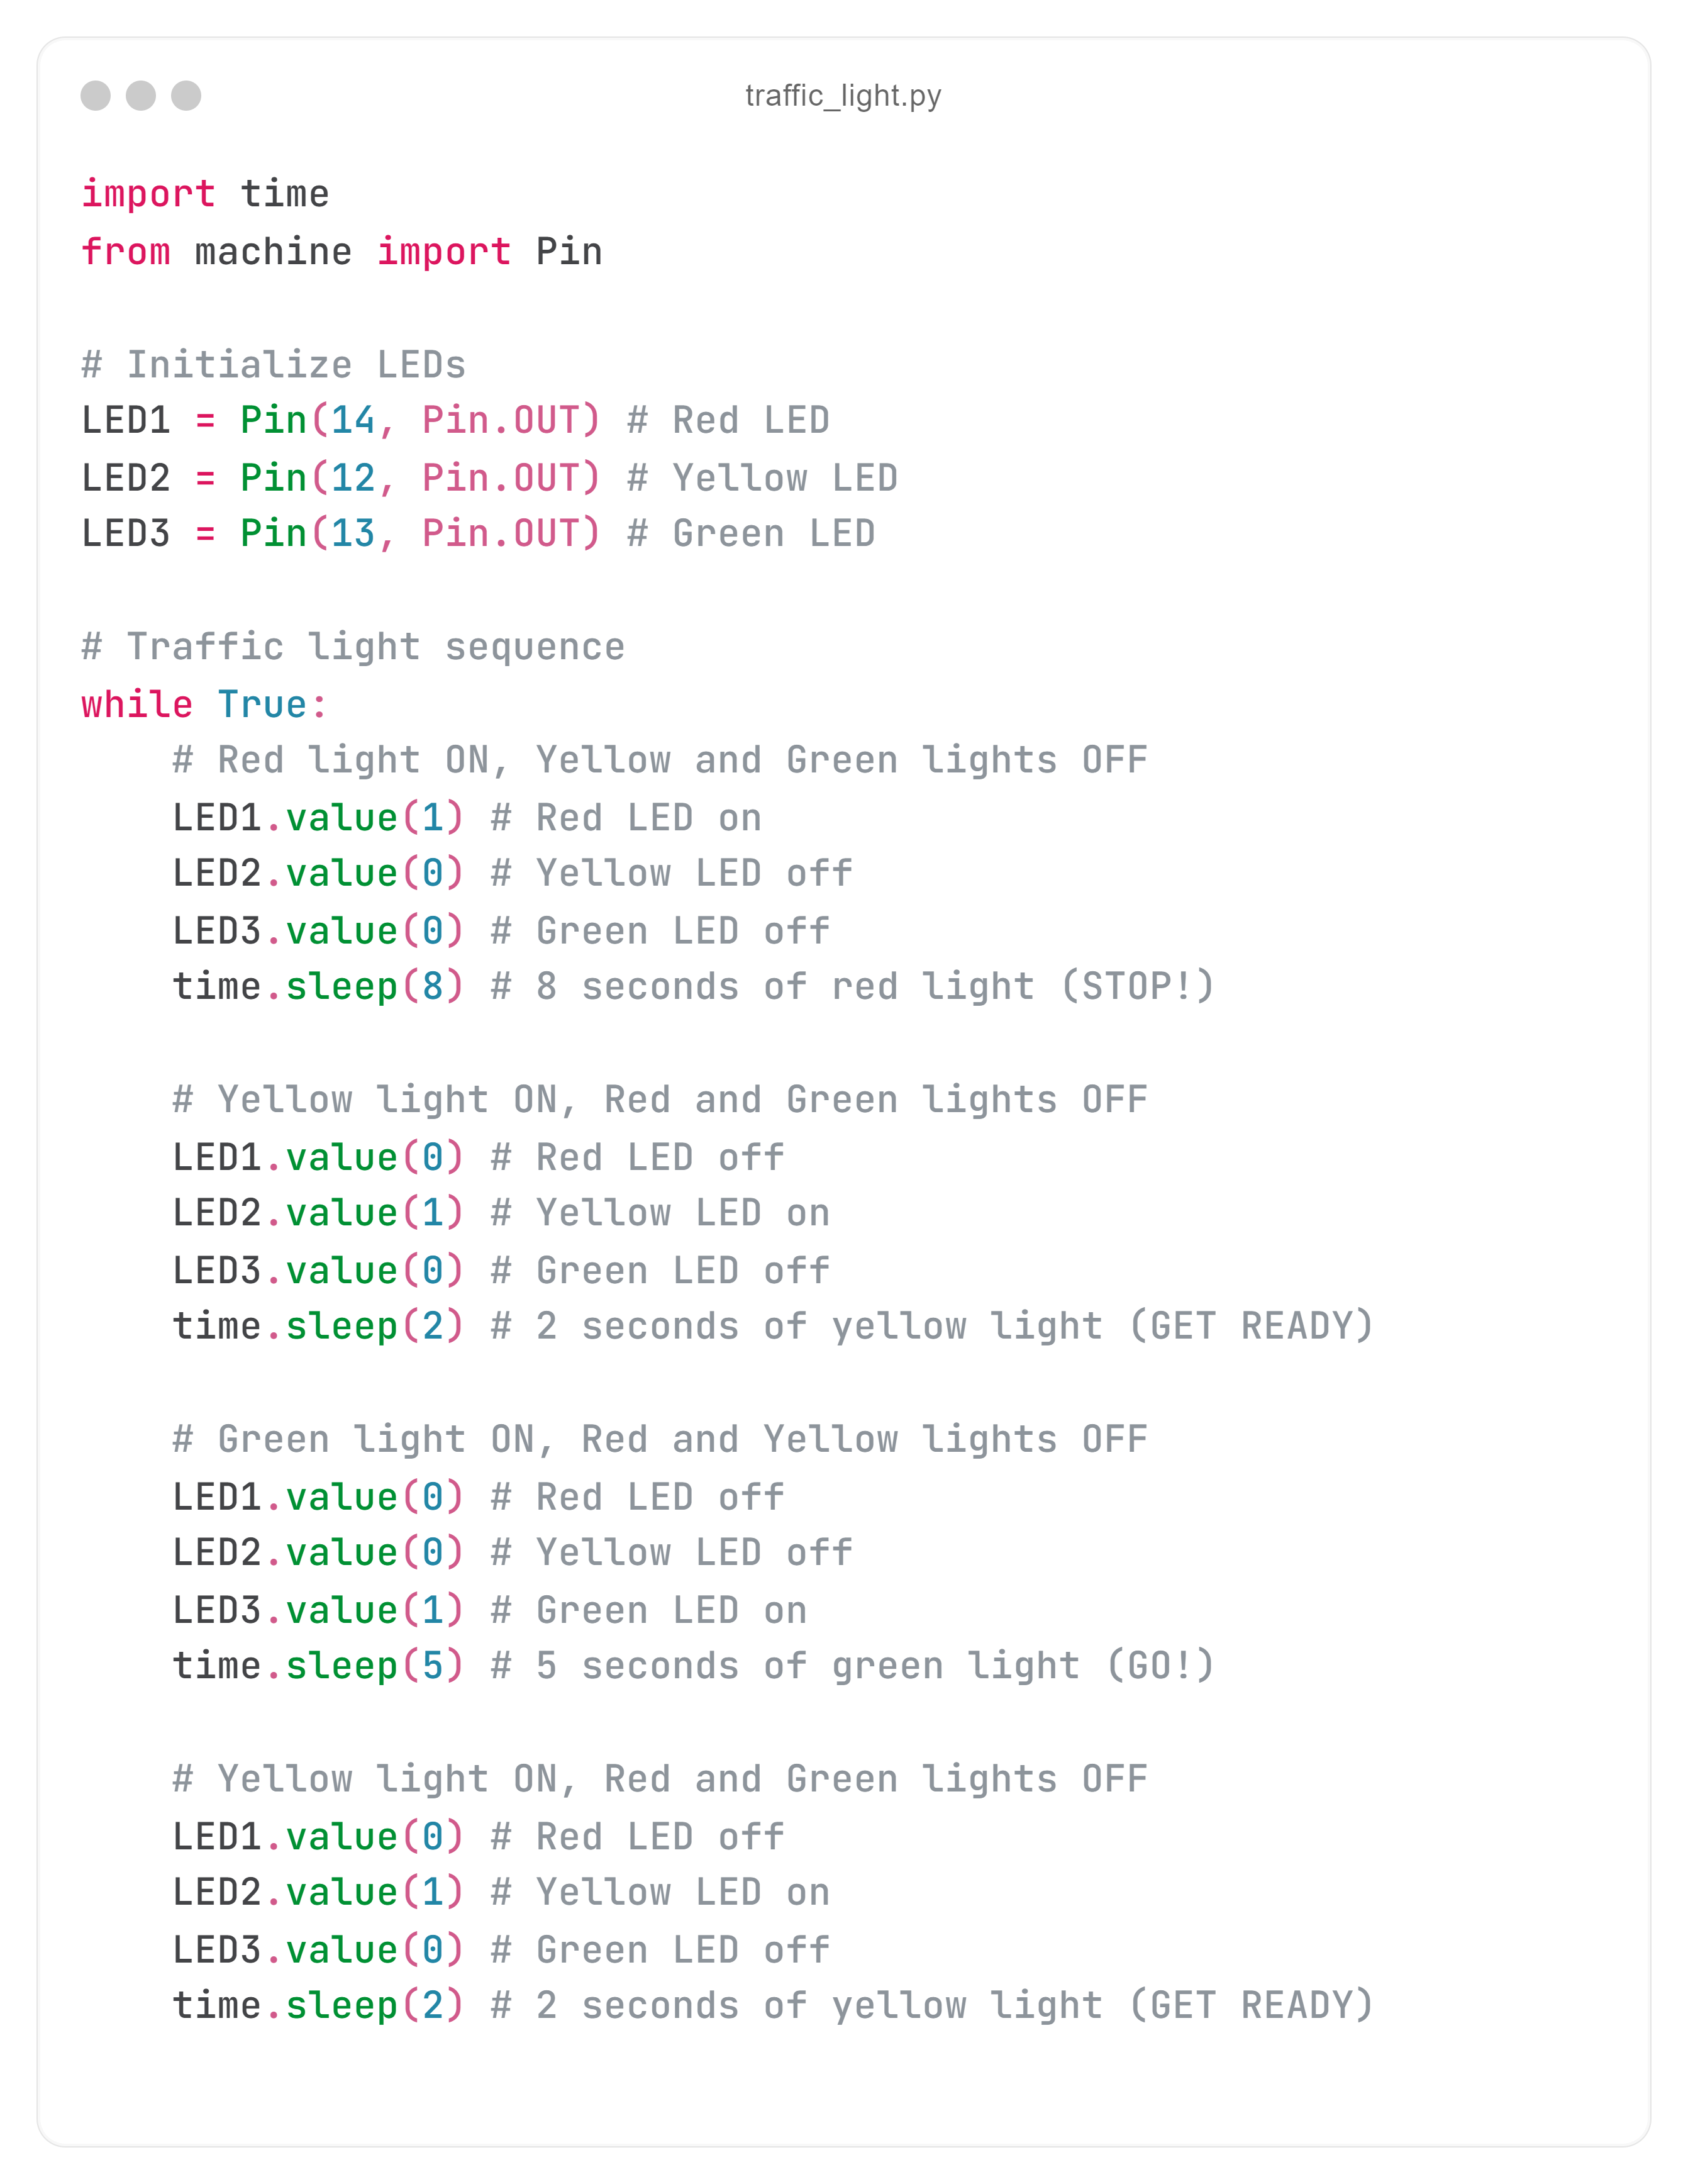 traffic_light.py
import time
from machine import Pin
# Initialize LEDs
LED1 = Pin(14, Pin.OUT) # Red LED
LED2 = Pin(12, Pin.OUT) # Yellow LED
LED3 = Pin(13, Pin.OUT) # Green LED
# Traffic light sequence
while True:
    # Red light ON, Yellow and Green lights OFF
    LED1.value(1) # Red LED on
    LED2.value(0) # Yellow LED off
    LED3.value(0) # Green LED off
    time.sleep(8) # 8 seconds of red light (STOP!)
    # Yellow light ON, Red and Green lights OFF
    LED1.value(0) # Red LED off
    LED2.value(1) # Yellow LED on
    LED3.value(0) # Green LED off
    time.sleep(2) # 2 seconds of yellow light (GET READY)
    # Green light ON, Red and Yellow lights OFF
    LED1.value(0) # Red LED off
    LED2.value(0) # Yellow LED off
    LED3.value(1) # Green LED on
    time.sleep(5) # 5 seconds of green light (GO!)
    # Yellow light ON, Red and Green lights OFF
    LED1.value(0) # Red LED off
    LED2.value(1) # Yellow LED on
    LED3.value(0) # Green LED off
    time.sleep(2) # 2 seconds of yellow light (GET READY)